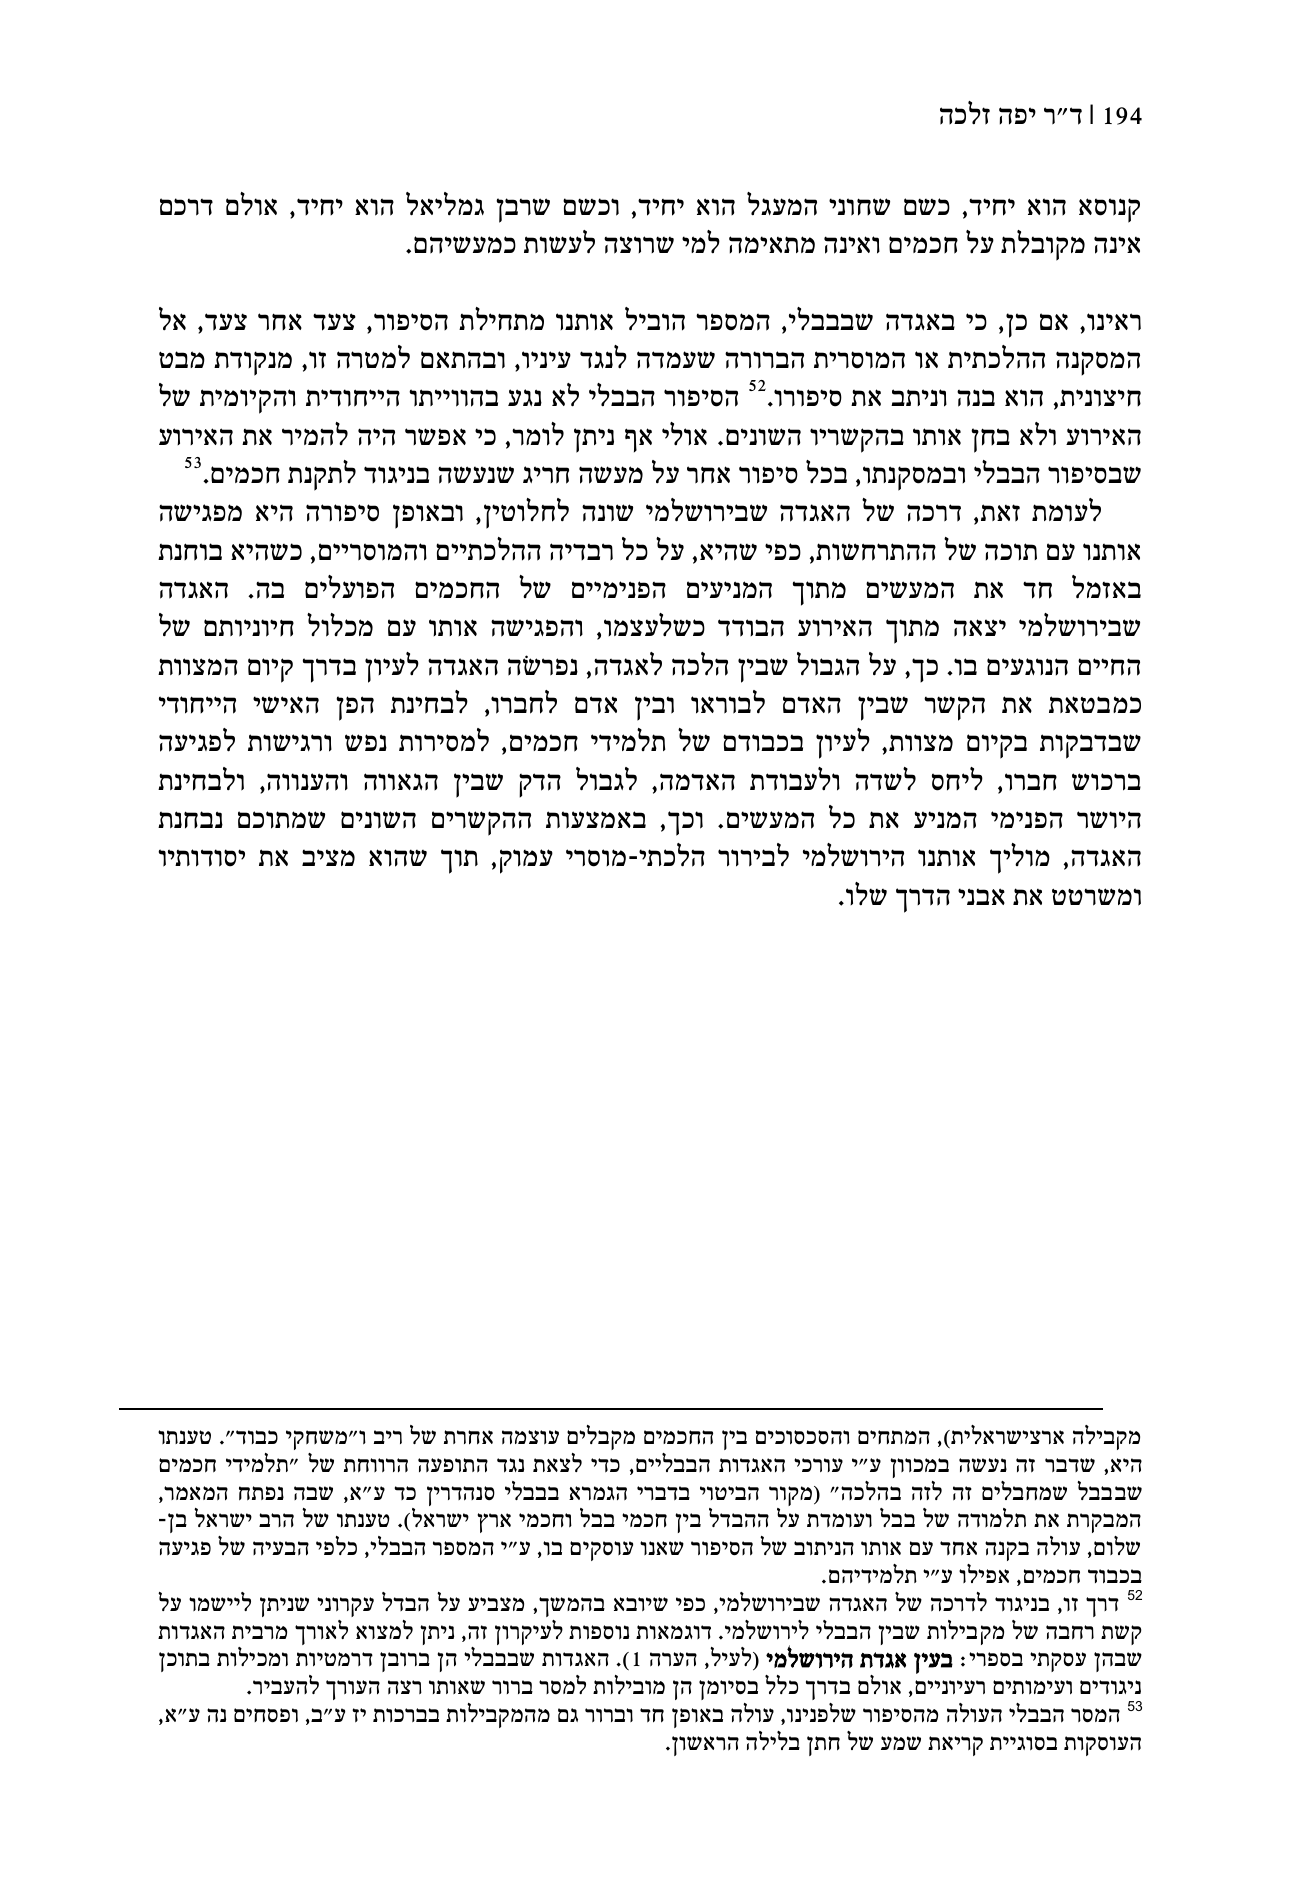 194 | ד״ר יפה זלכה
קנוסא הוא יחיד, כשם שחוני המעגל הוא יחיד, וכשם שרבן גמליאל הוא יחיד, אולם דרכם
אינה מקובלת על חכמים ואינה מתאימה למי שרוצה לעשות כמעשיהם.
ראינו, אם כן, כי באגדה שבבבלי, המספר הוביל אותנו מתחילת הסיפור, צעד אחר צעד, אל
המסקנה ההלכתית או המוסרית הברורה שעמדה לנגד עיניו, ובהתאם למטרה זו, מנקודת מבט
חיצונית, הוא בנה וניתב את סיפורו.52 הסיפור הבבלי לא נגע בהווייתו הייחודית והקיומית של
האירוע ולא בחן אותו בהקשריו השונים. אולי אף ניתן לומר, כי אפשר היה להמיר את האירוע
שבסיפור הבבלי ובמסקנתו, בכל סיפור אחר על מעשה חריג שנעשה בניגוד לתקנת חכמים.53
לעומת זאת, דרכה של האגדה שבירושלמי שונה לחלוטין, ובאופן סיפורה היא מפגישה
אותנו עם תוכה של ההתרחשות, כפי שהיא, על כל רבדיה ההלכתיים והמוסריים, כשהיא בוחנת
באזמל חד את המעשים מתוך המניעים הפנימיים של החכמים הפועלים בה. האגדה
שבירושלמי יצאה מתוך האירוע הבודד כשלעצמו, והפגישה אותו עם מכלול חיוניותם של
החיים הנוגעים בו. כך, על הגבול שבין הלכה לאגדה, נפרשׂה האגדה לעיון בדרך קיום המצוות
כמבטאת את הקשר שבין האדם לבוראו ובין אדם לחברו, לבחינת הפן האישי הייחודי
שבדבקות בקיום מצוות, לעיון בכבודם של תלמידי חכמים, למסירות נפש ורגישות לפגיעה
ברכוש חברו, ליחס לשדה ולעבודת האדמה, לגבול הדק שבין הגאווה והענווה, ולבחינת
היושר הפנימי המניע את כל המעשים. וכך, באמצעות ההקשרים השונים שמתוכם נבחנת
האגדה, מוליך אותנו הירושלמי לבירור הלכתי-מוסרי עמוק, תוך שהוא מציב את יסודותיו
ומשרטט את אבני הדרך שלו.
מקבילה ארצישראלית), המתחים והסכסוכים בין החכמים מקבלים עוצמה אחרת של ריב ו״משחקי כבוד״. טענתו
היא, שדבר זה נעשה במכוון ע״י עורכי האגדות הבבליים, כדי לצאת נגד התופעה הרווחת של ״תלמידי חכמים
שבבבל שמחבלים זה לזה בהלכה״ (מקור הביטוי בדברי הגמרא בבבלי סנהדרין כד ע״א, שבה נפתח המאמר,
המבקרת את תלמודה של בבל ועומדת על ההבדל בין חכמי בבל וחכמי ארץ ישראל). טענתו של הרב ישראל בן-
שלום, עולה בקנה אחד עם אותו הניתוב של הסיפור שאנו עוסקים בו, ע״י המספר הבבלי, כלפי הבעיה של פגיעה
בכבוד חכמים, אפילו ע״י תלמידיהם.
52 דרך זו, בניגוד לדרכה של האגדה שבירושלמי, כפי שיובא בהמשך, מצביע על הבדל עקרוני שניתן ליישמו על
קשת רחבה של מקבילות שבין הבבלי לירושלמי. דוגמאות נוספות לעיקרון זה, ניתן למצוא לאורך מרבית האגדות
שבהן עסקתי בספרי: בעין אגדת הירושלמי (לעיל, הערה 1). האגדות שבבבלי הן ברובן דרמטיות ומכילות בתוכן
ניגודים ועימותים רעיוניים, אולם בדרך כלל בסיומן הן מובילות למסר ברור שאותו רצה העורך להעביר.
53 המסר הבבלי העולה מהסיפור שלפנינו, עולה באופן חד וברור גם מהמקבילות בברכות יז ע״ב, ופסחים נה ע״א,
העוסקות בסוגיית קריאת שמע של חתן בלילה הראשון.